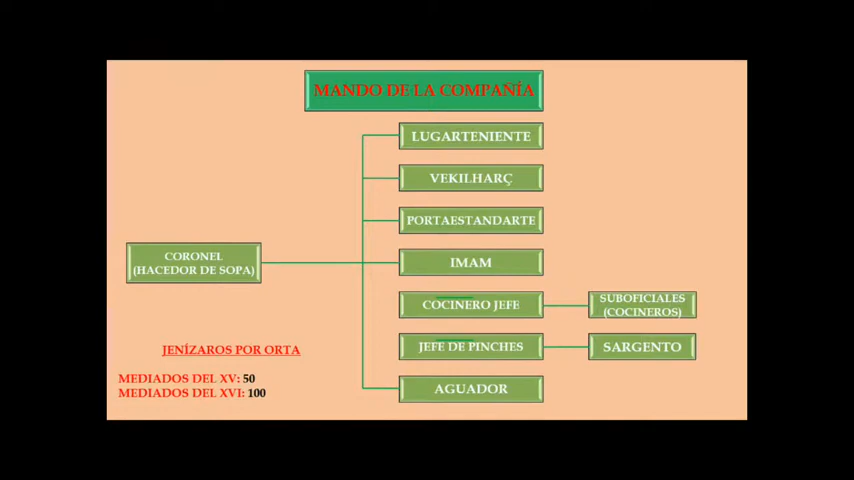 MANDO DE LA COMPAÑÍA
LUGARTENIENTE
VEKILHARÇ
PORTAESTANDARTE
CORONEL
(HACEDOR DE SOPA)
IMAM
COCINERO JEFE
SUBOFICIALES
(COCINEROS)
JEFE DE PINCHES
SARGENTO
AGUADOR
JENÍZAROS POR ORTA
MEDIADOS DEL XV: 50
MEDIADOS DEL XVI: 100